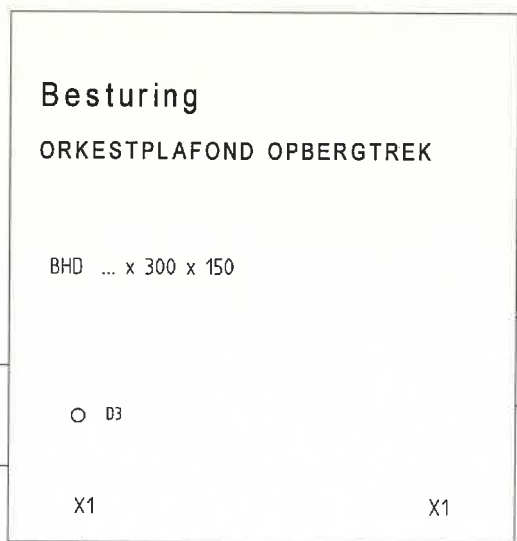 Besturing
ORKESTPLAFOND OPBERGTREK
BHD ... x 300 x 150
D3
X1 X1